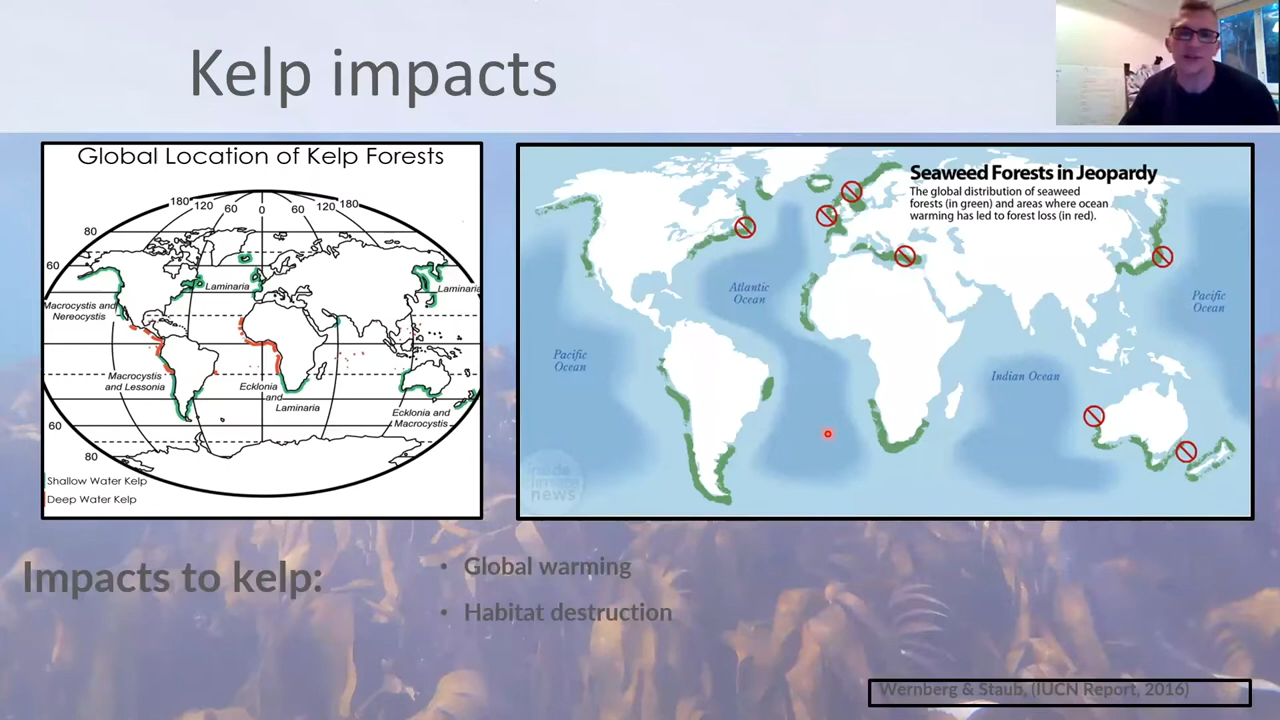 Kelp impacts
Global Location of Kelp Forests
180 120 60 0 60 120 180
80
60
Laminaria
Laminaria
Macrocystis and
Nereocystis
Macrocystis
and Lessonia
Ecklonia
and
Laminaria
Ecklonia and
Macrocystis
60
80
Shallow Water Kelp
Deep Water Kelp
Seaweed Forests in Jeopardy
The global distribution of seaweed
forests (in green) and areas where ocean
warming has led to forest loss (in red).
Atlantic
Ocean
Pacific
Ocean
Pacific
Ocean
Indian Ocean
inside
climate
news
Impacts to kelp:
• Global warming
• Habitat destruction
Wernberg & Staub, (IUCN Report, 2016)